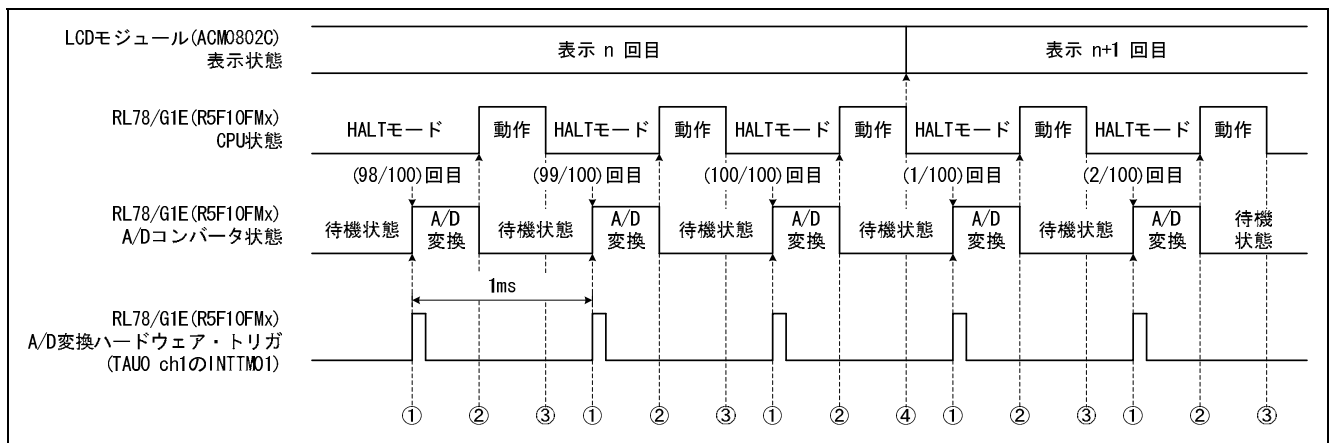 LCDモジュール(ACM0802C)
表示状態
表示 n 回目
表示 n+1 回目
RL78/G1E(R5F10FMx)
CPU状態
HALTモード
動作
HALTモード
動作
HALTモード
動作
HALTモード
動作
HALTモード
動作
(98/100)回目
(99/100)回目
(100/100)回目
(1/100)回目
(2/100)回目
RL78/G1E(R5F10FMx)
A/Dコンバータ状態
待機状態
A/D
変換
待機状態
A/D
変換
待機状態
A/D
変換
待機状態
A/D
変換
待機状態
A/D
変換
待機
状態
1ms
RL78/G1E(R5F10FMx)
A/D変換ハードウェア・トリガ
(TAU0 ch1のINTTM01)
① ② ③ ① ② ③ ① ② ④ ① ② ③ ① ② ③